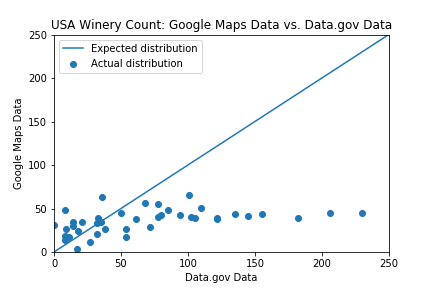 USA Winery Count: Google Maps Data vs. Data.gov Data
250
200
150
100
50
0
Google Maps Data
Expected distribution
Actual distribution
0 50 100 150 200 250
Data.gov Data